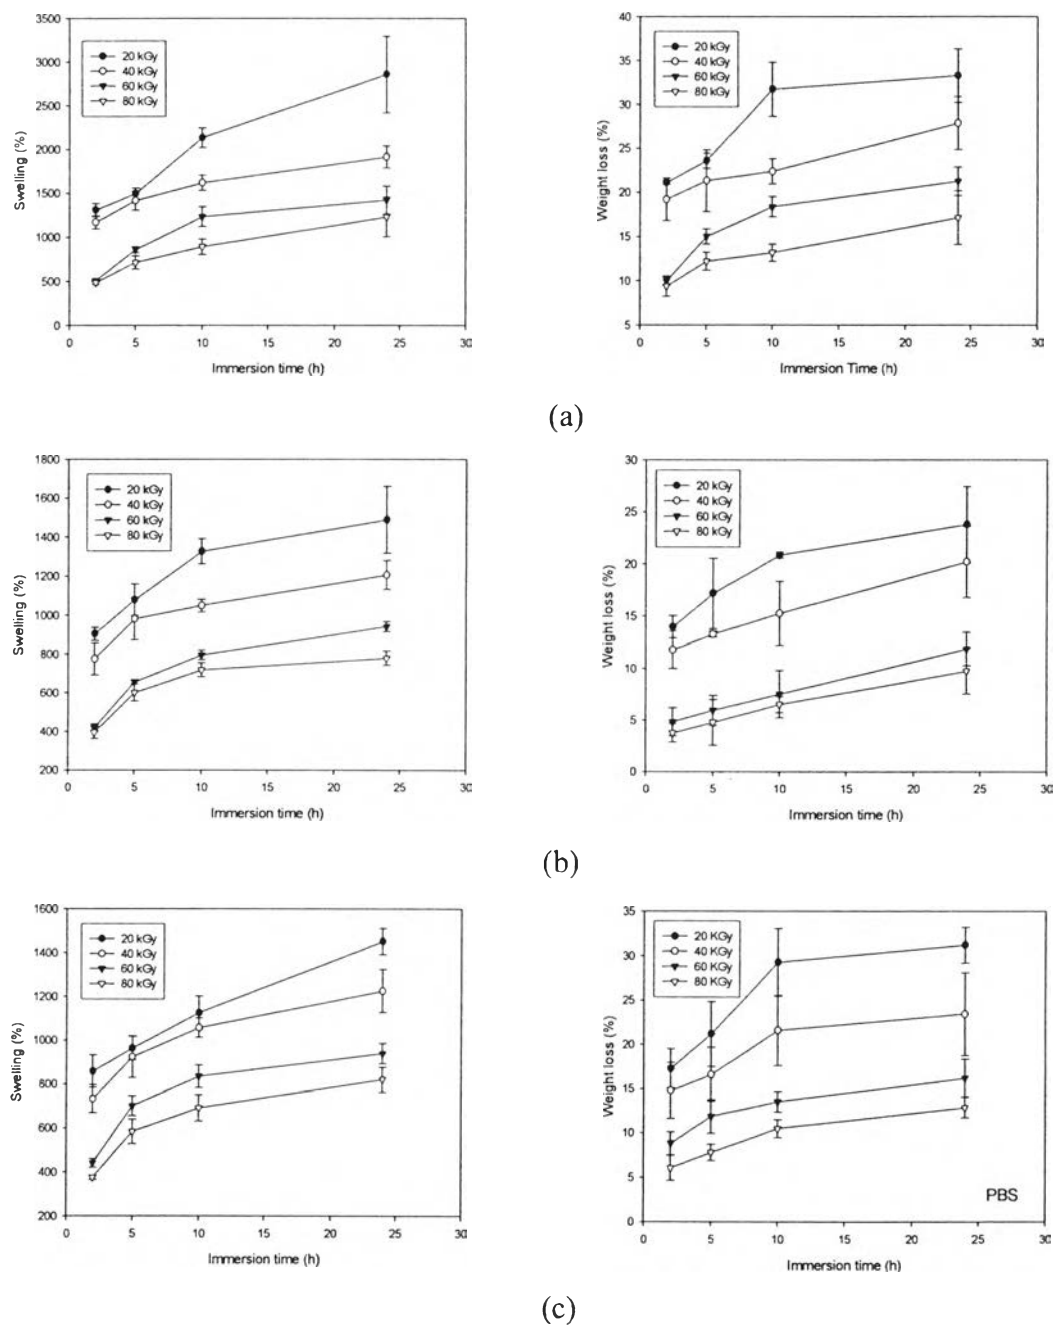 3500
3000
2500
2000
1500
1000
500
0
Swelling (%)
20 kGy
40 kGy
60 kGy
80 kGy
0 5 10 15 20 25 30
Immersion time (h)
40
35
30
25
20
15
10
5
Weight loss (%)
20 kGy
40 kGy
60 kGy
80 kGy
0 5 10 15 20 25 30
Immersion Time (h)
(a)
1800
1600
1400
1200
1000
800
600
400
200
Swelling (%)
20 kGy
40 kGy
60 kGy
80 kGy
0 5 10 15 20 25 30
Immersion time (h)
30
25
20
15
10
5
0
Weight loss (%)
20 kGy
40 kGy
60 kGy
80 kGy
0 5 10 15 20 25 30
Immersion time (h)
(b)
1600
1400
1200
1000
800
600
400
200
Swelling (%)
20 kGy
40 kGy
60 kGy
80 kGy
0 5 10 15 20 25 30
Immersion time (h)
35
30
25
20
15
10
5
0
Weight loss (%)
20 KGy
40 KGy
60 KGy
80 KGy
PBS
0 5 10 15 20 25 30
Immersion time (h)
(c)